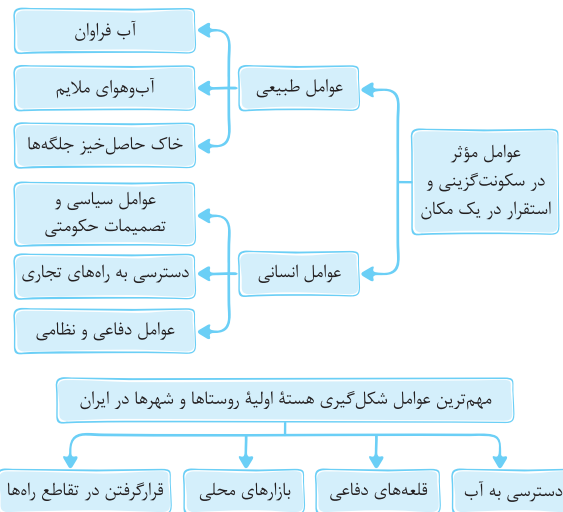 عوامل مؤثر
در سکونت‌گزینی و
استقرار در یک مکان
عوامل طبیعی
آب فراوان
آب‌وهوای ملایم
خاک حاصل‌خیز جلگه‌ها
عوامل انسانی
عوامل سیاسی و
تصمیمات حکومتی
دسترسی به راه‌های تجاری
عوامل دفاعی و نظامی
مهم‌ترین عوامل شکل‌گیری هستهٔ اولیهٔ روستاها و شهرها در ایران
دسترسی به آب
قلعه‌های دفاعی
بازارهای محلی
قرارگرفتن در تقاطع راه‌ها